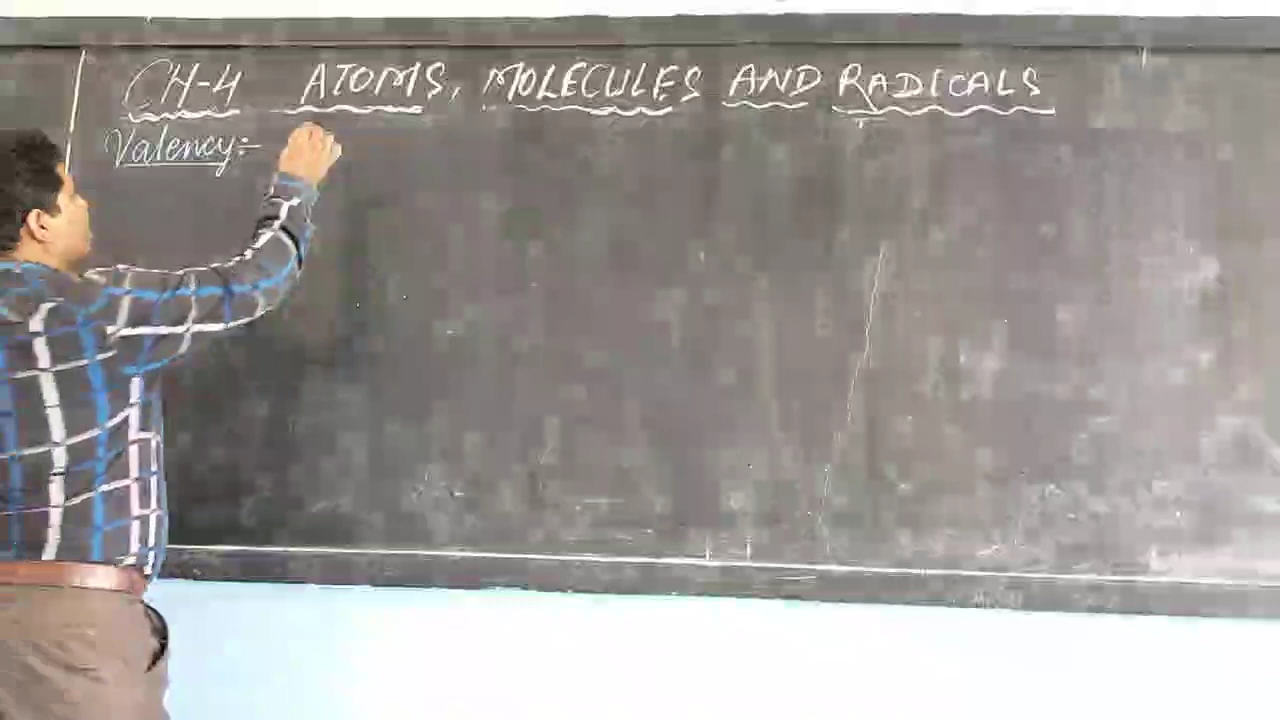 CH-4 ATOMS, MOLECULES AND RADICALS
Valency:-